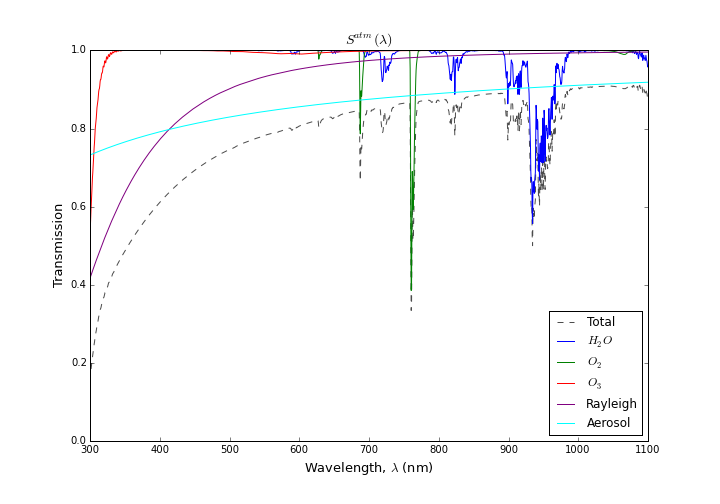 S^{atm}(λ)
1.0
0.8
0.6
0.4
0.2
0.0
Transmission
300 400 500 600 700 800 900 1000 1100
Wavelength, λ (nm)
Total
H₂O
O₂
O₃
Rayleigh
Aerosol